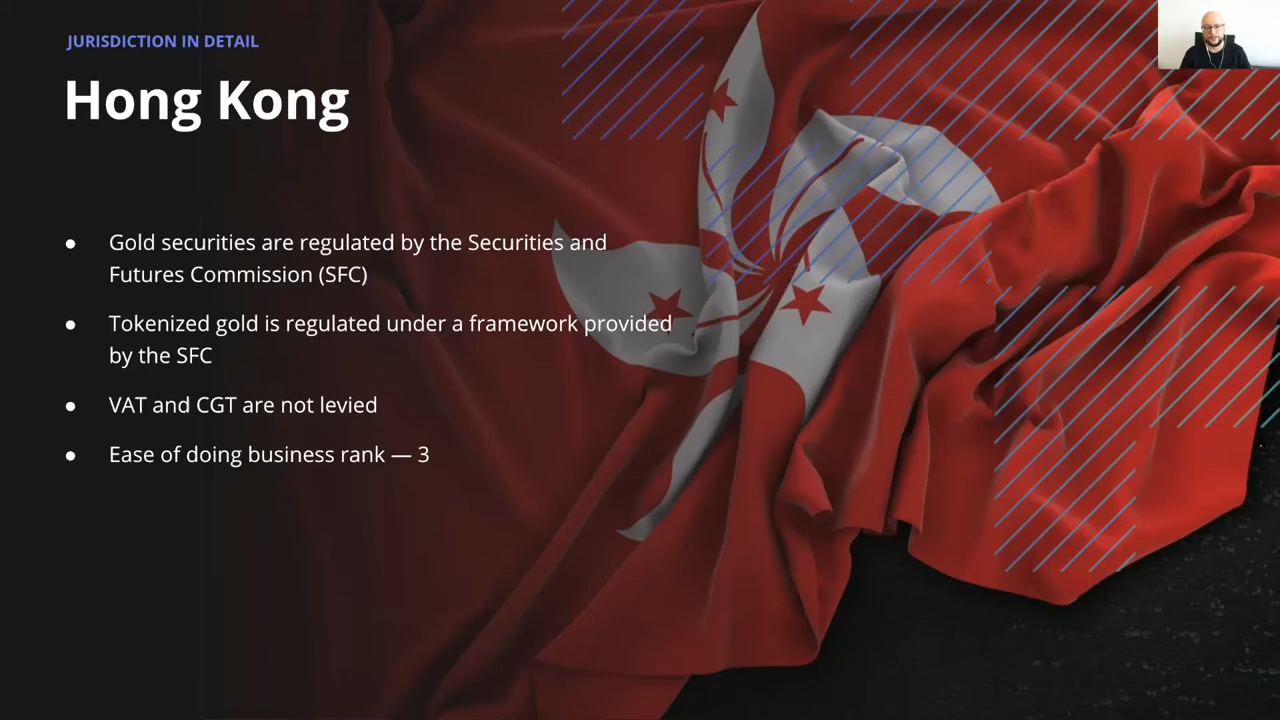 JURISDICTION IN DETAIL
Hong Kong
● Gold securities are regulated by the Securities and
Futures Commission (SFC)
● Tokenized gold is regulated under a framework provided
by the SFC
● VAT and CGT are not levied
● Ease of doing business rank — 3